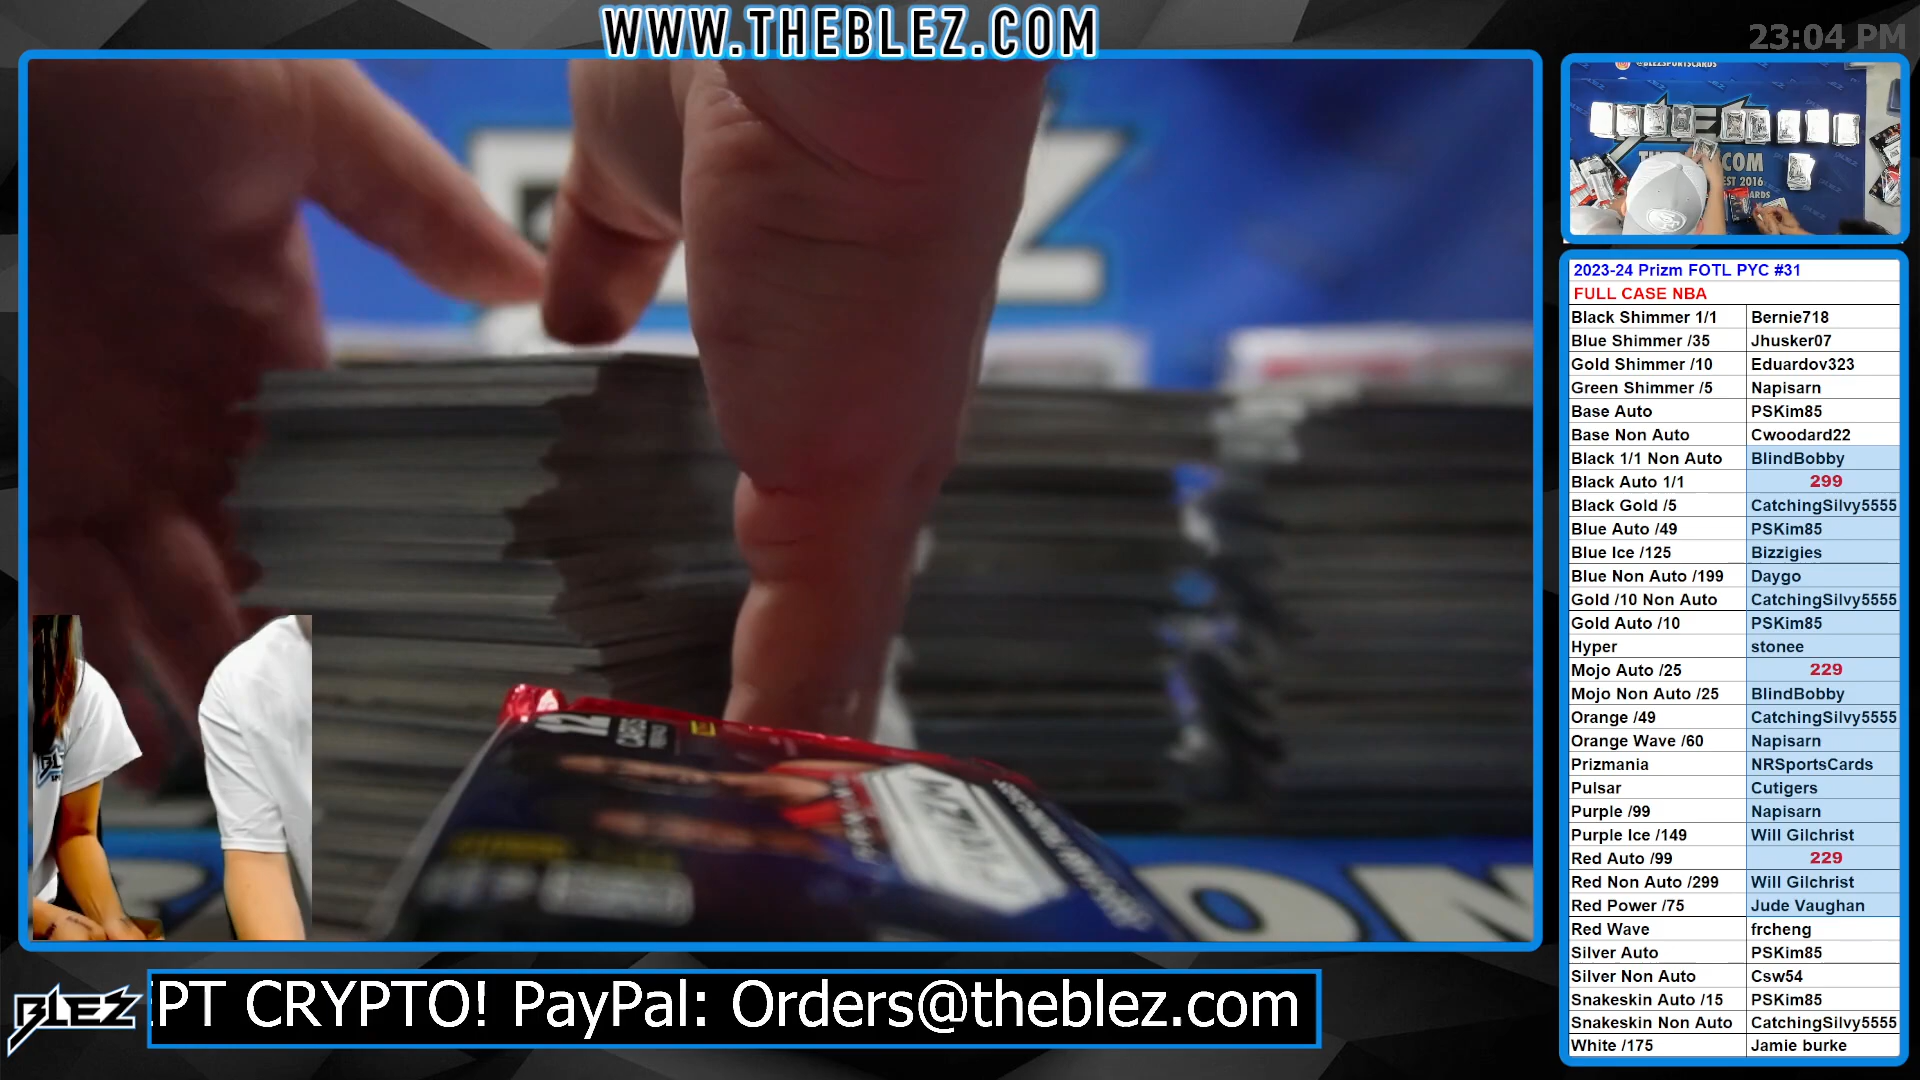 WWW.THEBLEZ.COM
23:04 PM
@BLEZSPORTSCARDS
COM
EST 2016
2023-24 Prizm FOTL PYC #31
FULL CASE NBA
Black Shimmer 1/1 Bernie718
Blue Shimmer /35 Jhusker07
Gold Shimmer /10 Eduardov323
Green Shimmer /5 Napisarn
Base Auto PSKim85
Base Non Auto Cwoodard22
Black 1/1 Non Auto BlindBobby
Black Auto 1/1 299
Black Gold /5 CatchingSilvy5555
Blue Auto /49 PSKim85
Blue Ice /125 Bizzigies
Blue Non Auto /199 Daygo
Gold /10 Non Auto CatchingSilvy5555
Gold Auto /10 PSKim85
Hyper stonee
Mojo Auto /25 229
Mojo Non Auto /25 BlindBobby
Orange /49 CatchingSilvy5555
Orange Wave /60 Napisarn
Prizmania NRSportsCards
Pulsar Cutigers
Purple /99 Napisarn
Purple Ice /149 Will Gilchrist
Red Auto /99 229
Red Non Auto /299 Will Gilchrist
Red Power /75 Jude Vaughan
Red Wave frcheng
Silver Auto PSKim85
Silver Non Auto Csw54
Snakeskin Auto /15 PSKim85
Snakeskin Non Auto CatchingSilvy5555
White /175 Jamie burke
12
CARDS
PRIZM
BLEZ
PT CRYPTO! PayPal: Orders@theblez.com